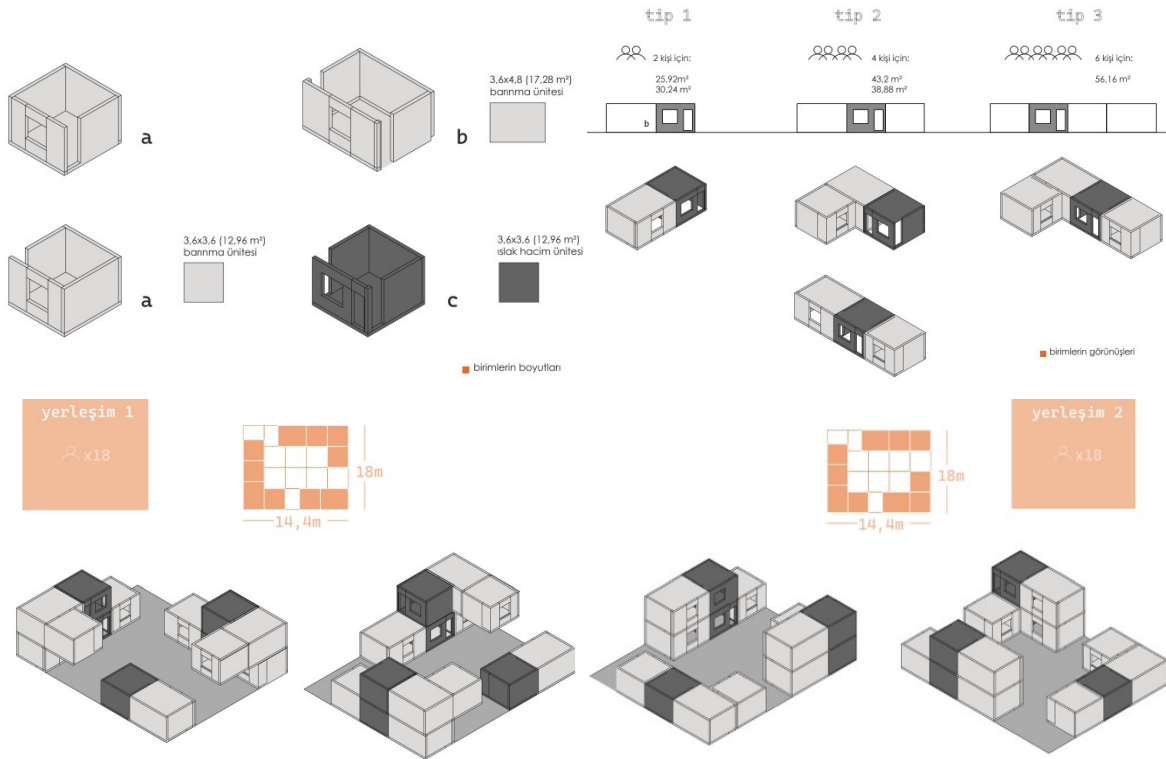 a
3,6x4,8 (17,28 m²)
barınma ünitesi
b
3,6x3,6 (12,96 m²)
barınma ünitesi
a
3,6x3,6 (12,96 m²)
ıslak hacim ünitesi
c
birimlerin boyutları
tip 1
2 kişi için:
25,92m²
30,24 m²
b
tip 2
4 kişi için:
43,2 m²
38,88 m²
tip 3
6 kişi için:
56,16 m²
birimlerin görünüşleri
yerleşim 1
x18
18m
14,4m
yerleşim 2
x18
18m
14,4m